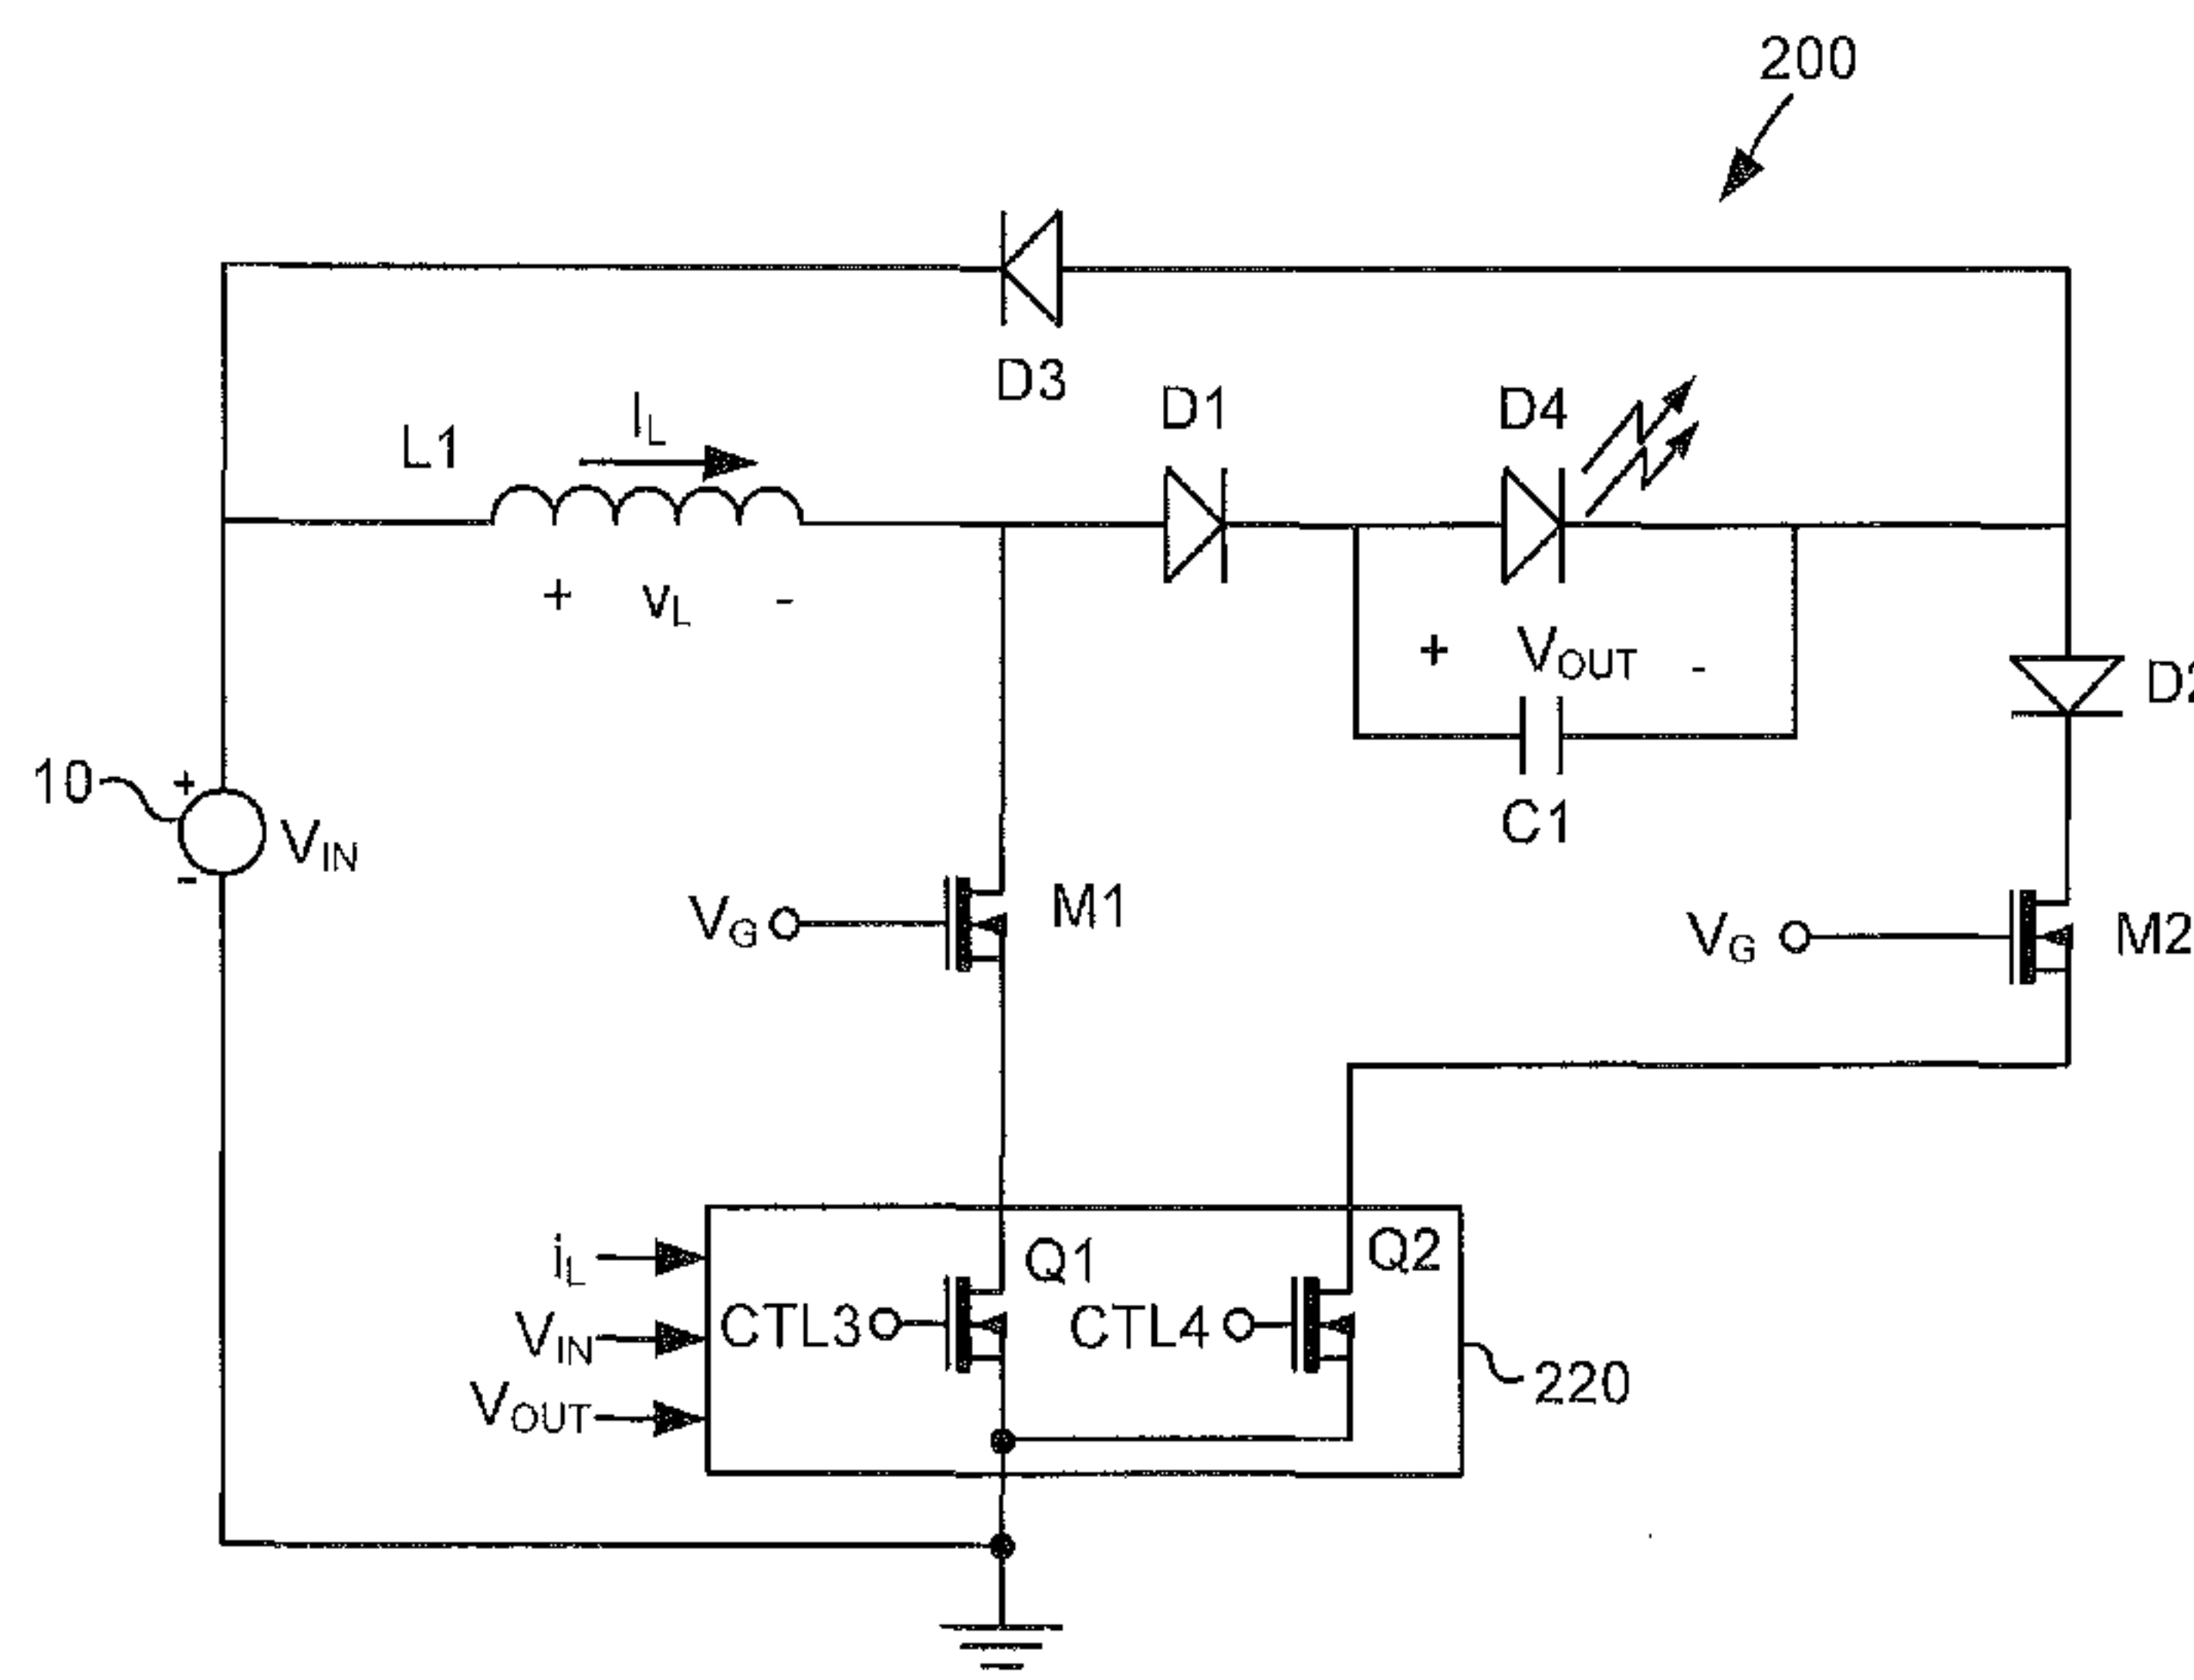 200
D3
D1
D4
L1
IL
+ vL -
+ VOUT -
C1
10
+
VIN
-
VG
M1
VG
M2
iL
VIN
VOUT
CTL3
Q1
CTL4
Q2
220